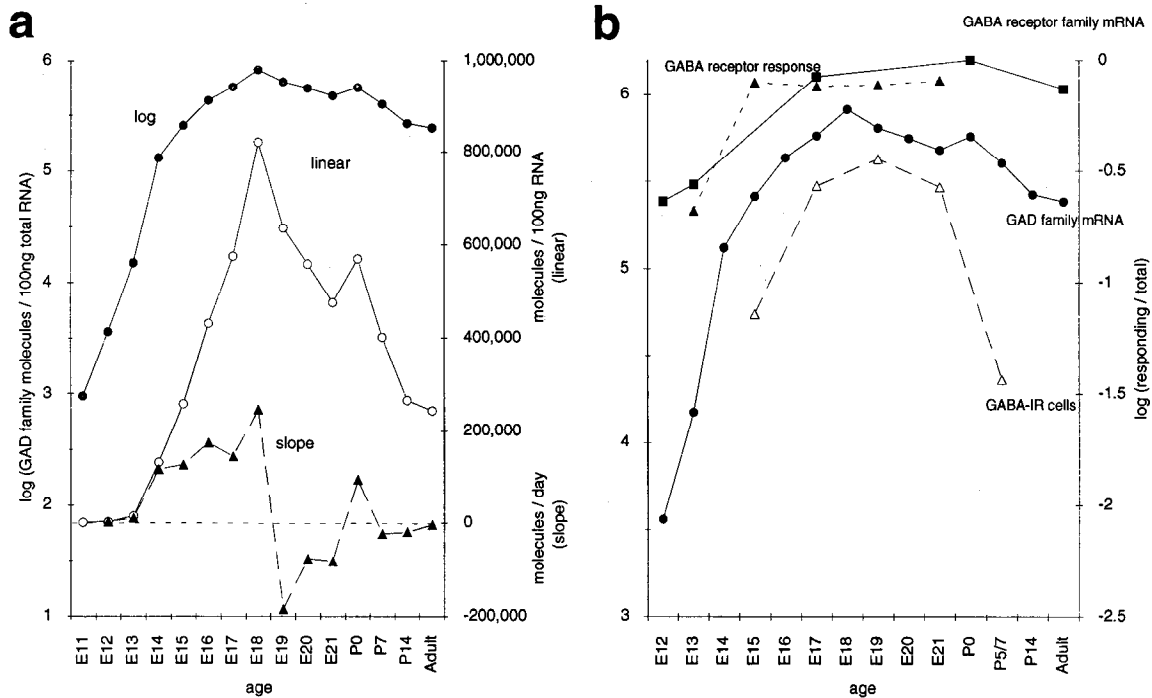 a
6
5
4
3
2
1
log (GAD family molecules / 100ng total RNA)
log
linear
slope
1,000,000
800,000
600,000
400,000
200,000
0
-200,000
molecules / 100ng RNA
(linear)
molecules / day
(slope)
E11
E12
E13
E14
E15
E16
E17
E18
E19
E20
E21
P0
P7
P14
Adult
age
b
GABA receptor family mRNA
6
5
4
3
GABA receptor response
GAD family mRNA
GABA-IR cells
0
-0.5
-1
-1.5
-2
-2.5
log (responding / total)
E12
E13
E14
E15
E16
E17
E18
E19
E20
E21
P0
P5/7
P14
Adult
age